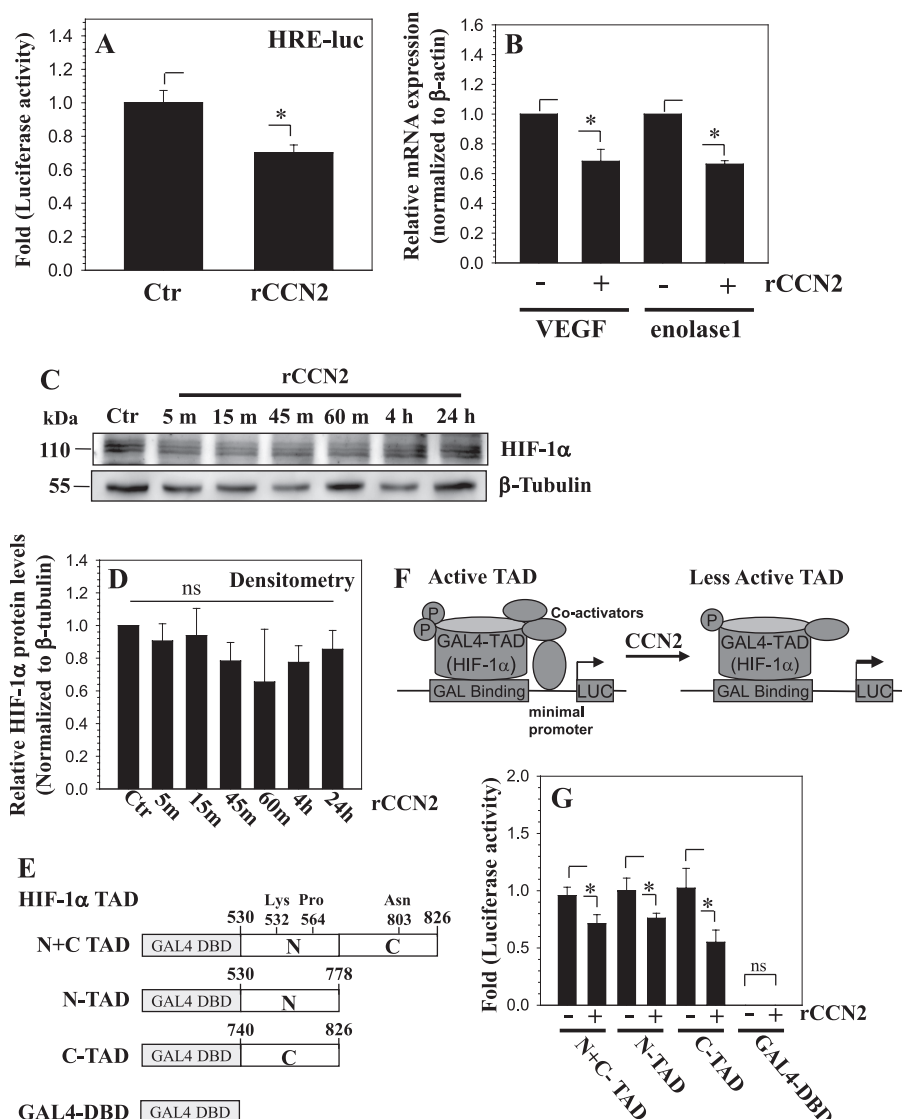 A
HRE-luc
Fold (Luciferase activity)
1.4
1.2
1.0
0.8
0.6
0.4
0.2
0.0
*
Ctr rCCN2
B
Relative mRNA expression
(normalized to β-actin)
1.6
1.4
1.2
1.0
0.8
0.6
0.4
0.2
0.0
* *
- + - + rCCN2
VEGF enolase1
C
rCCN2
kDa Ctr 5 m 15 m 45 m 60 m 4 h 24 h
110 HIF-1α
55 β-Tubulin
D
Densitometry
ns
Relative HIF-1α protein levels
(Normalized to β-tubulin)
1.4
1.2
1.0
0.8
0.6
0.4
0.2
0.0
Ctr 5m 15m 45m 60m 4h 24h rCCN2
E
HIF-1α TAD
Lys Pro Asn
530 532 564 803 826
N+C TAD GAL4 DBD N C
530 778
N-TAD GAL4 DBD N
740 826
C-TAD GAL4 DBD C
GAL4-DBD GAL4 DBD
F
Active TAD Less Active TAD
P
P
Co-activators
GAL4-TAD
(HIF-1α)
GAL Binding
LUC
minimal
promoter
CCN2
P
GAL4-TAD
(HIF-1α)
GAL Binding
LUC
G
Fold (Luciferase activity)
2.0
1.5
1.0
0.5
0.0
* * * ns
- + - + - + - + rCCN2
N+C- TAD N-TAD C-TAD GAL4-DBD